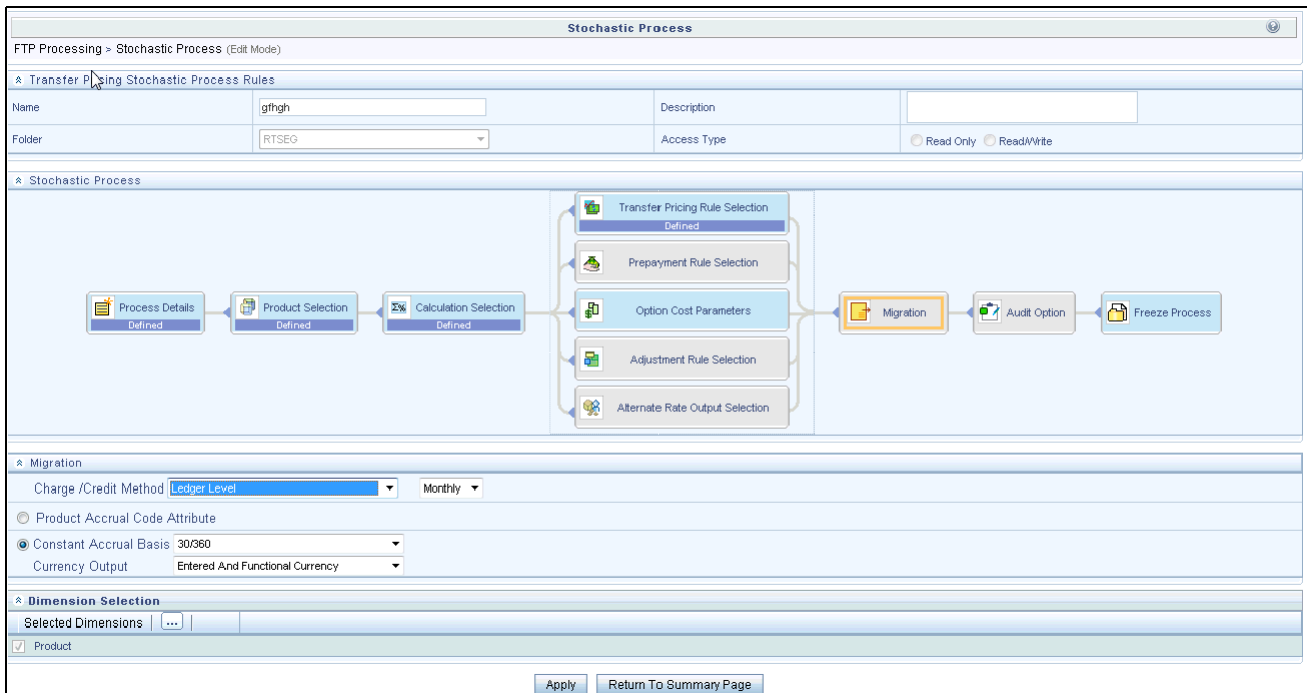 Stochastic Process
FTP Processing > Stochastic Process (Edit Mode)
Transfer Pricing Stochastic Process Rules
Name gfhgh Description
Folder RTSEG Access Type Read Only Read/Write
Stochastic Process
Transfer Pricing Rule Selection
Defined
Prepayment Rule Selection
Process Details
Defined
Product Selection
Defined
Σ% Calculation Selection
Defined
Option Cost Parameters
Migration
Audit Option
Freeze Process
Adjustment Rule Selection
Alternate Rate Output Selection
Migration
Charge /Credit Method Ledger Level Monthly
Product Accrual Code Attribute
Constant Accrual Basis 30/360
Currency Output Entered And Functional Currency
Dimension Selection
Selected Dimensions ...
Product
Apply Return To Summary Page